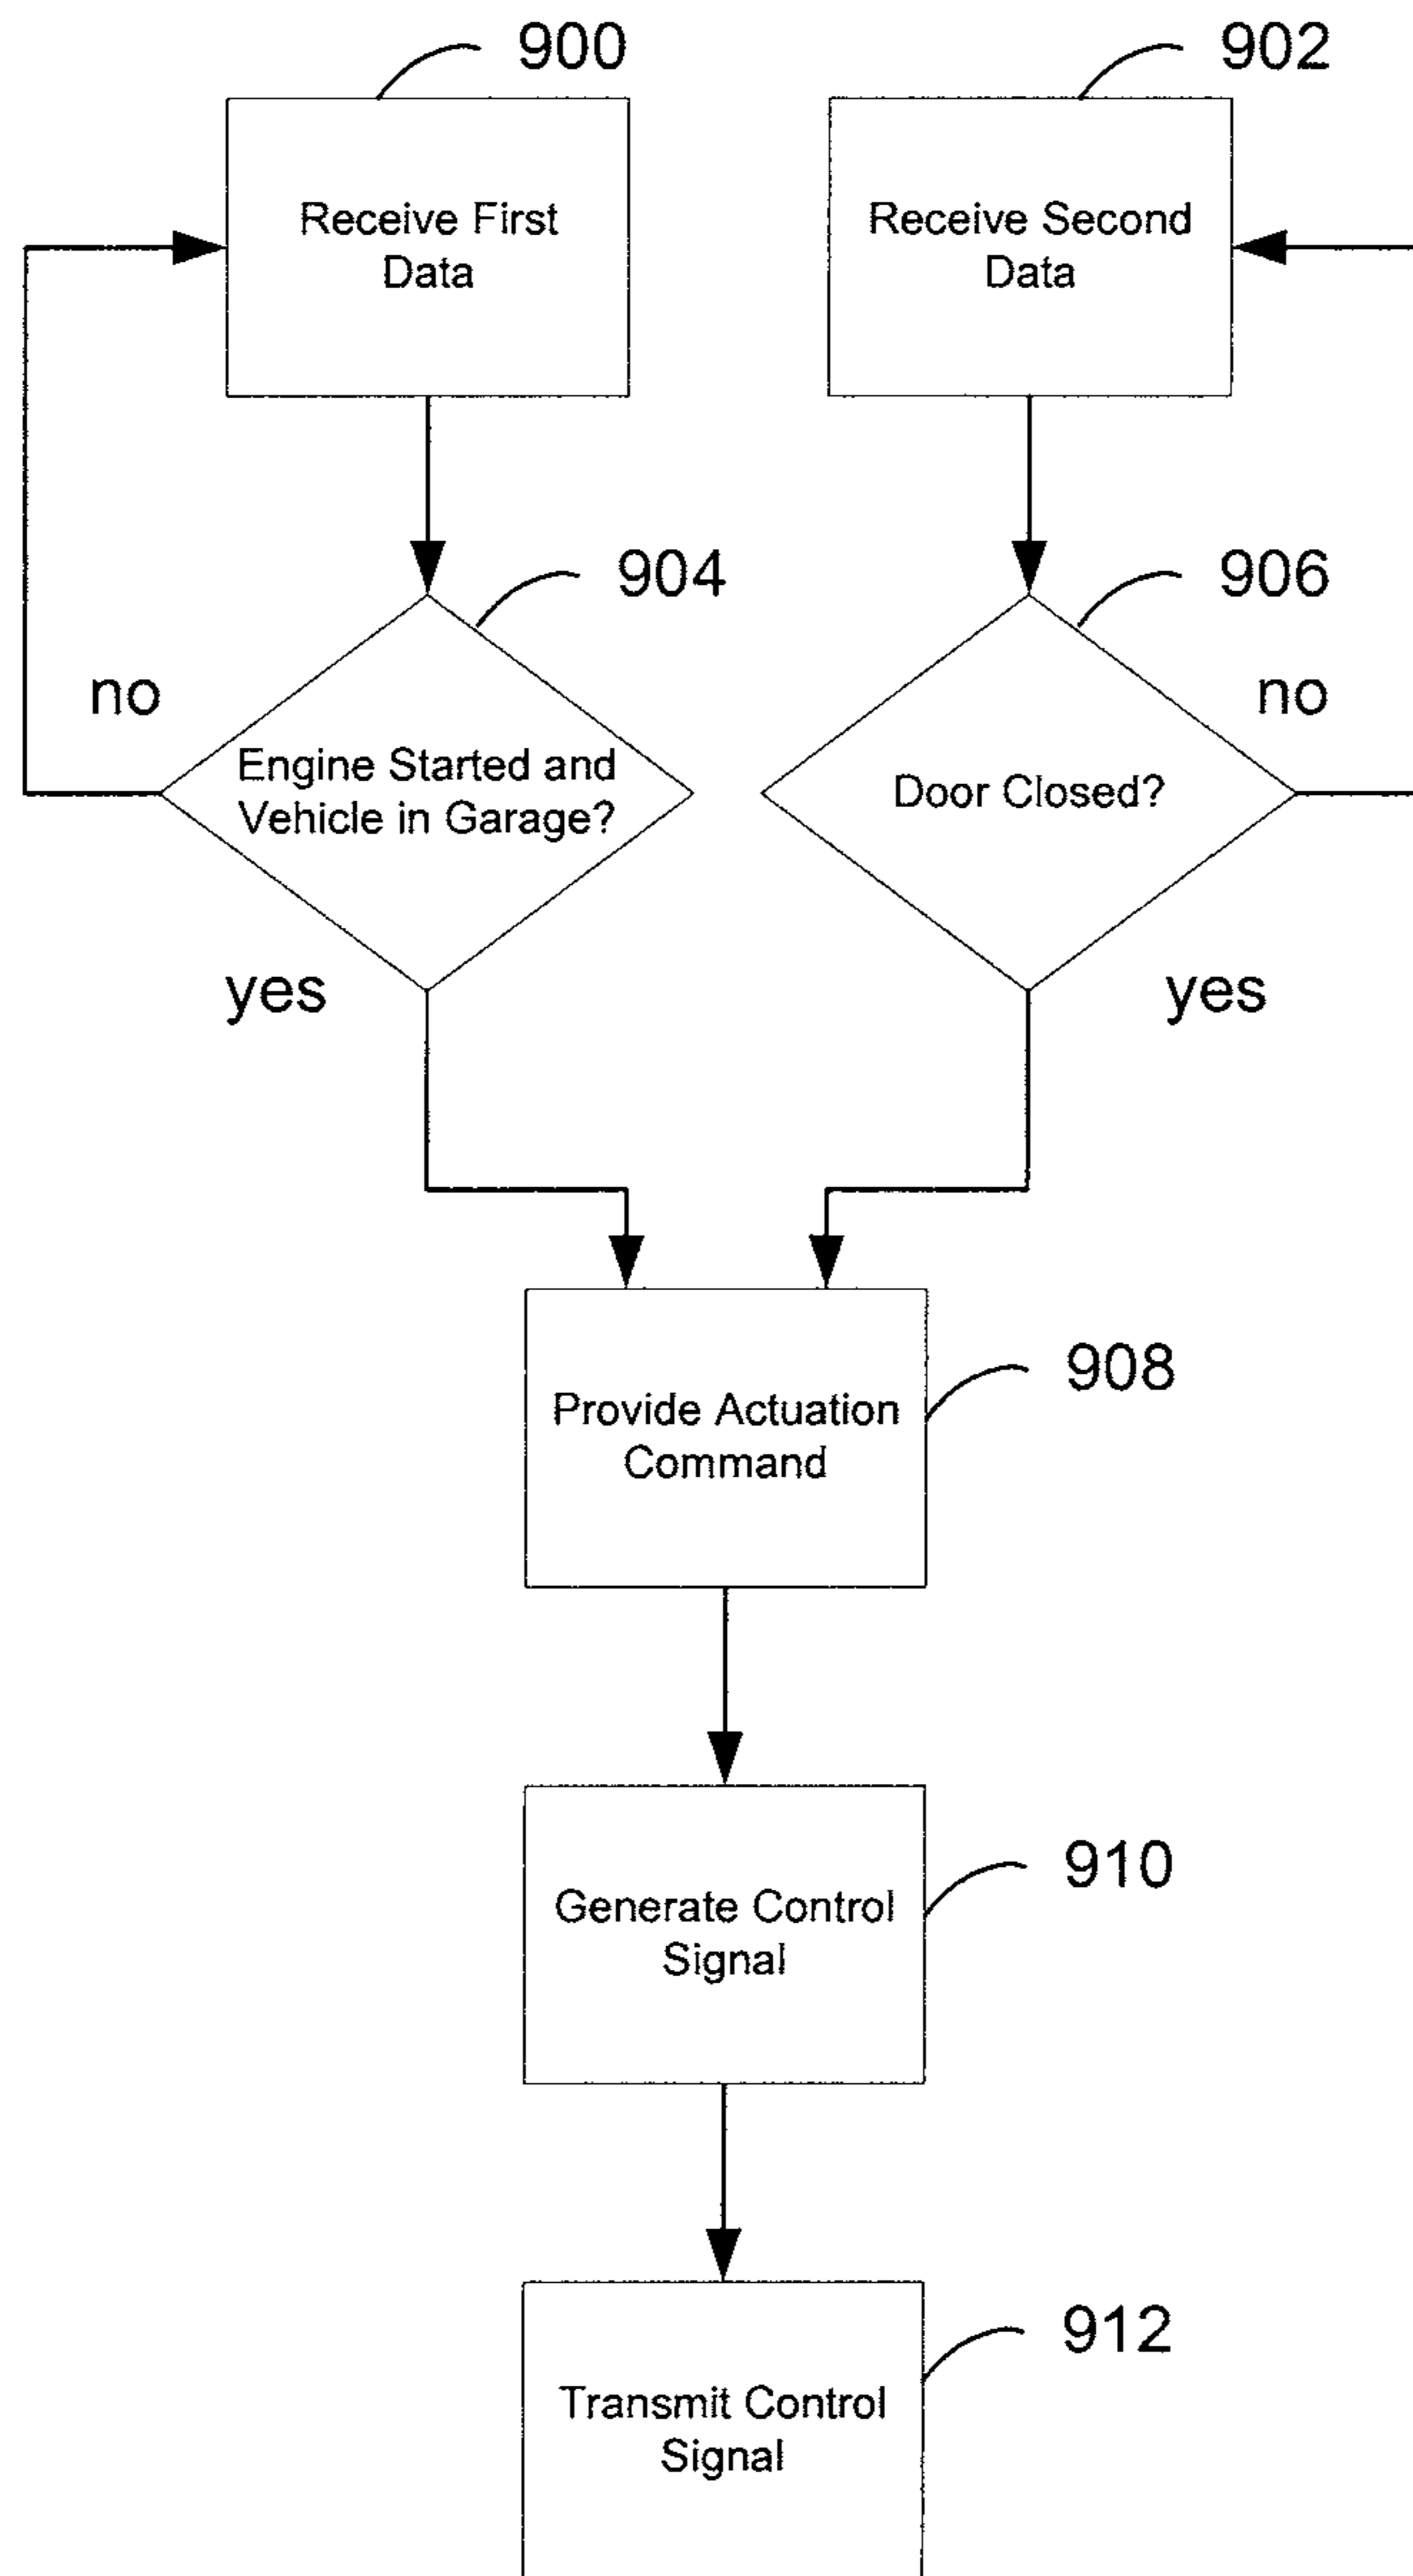 900
902
Receive First
Data
Receive Second
Data
904
906
no
no
Engine Started and
Vehicle in Garage?
Door Closed?
yes
yes
908
Provide Actuation
Command
910
Generate Control
Signal
912
Transmit Control
Signal